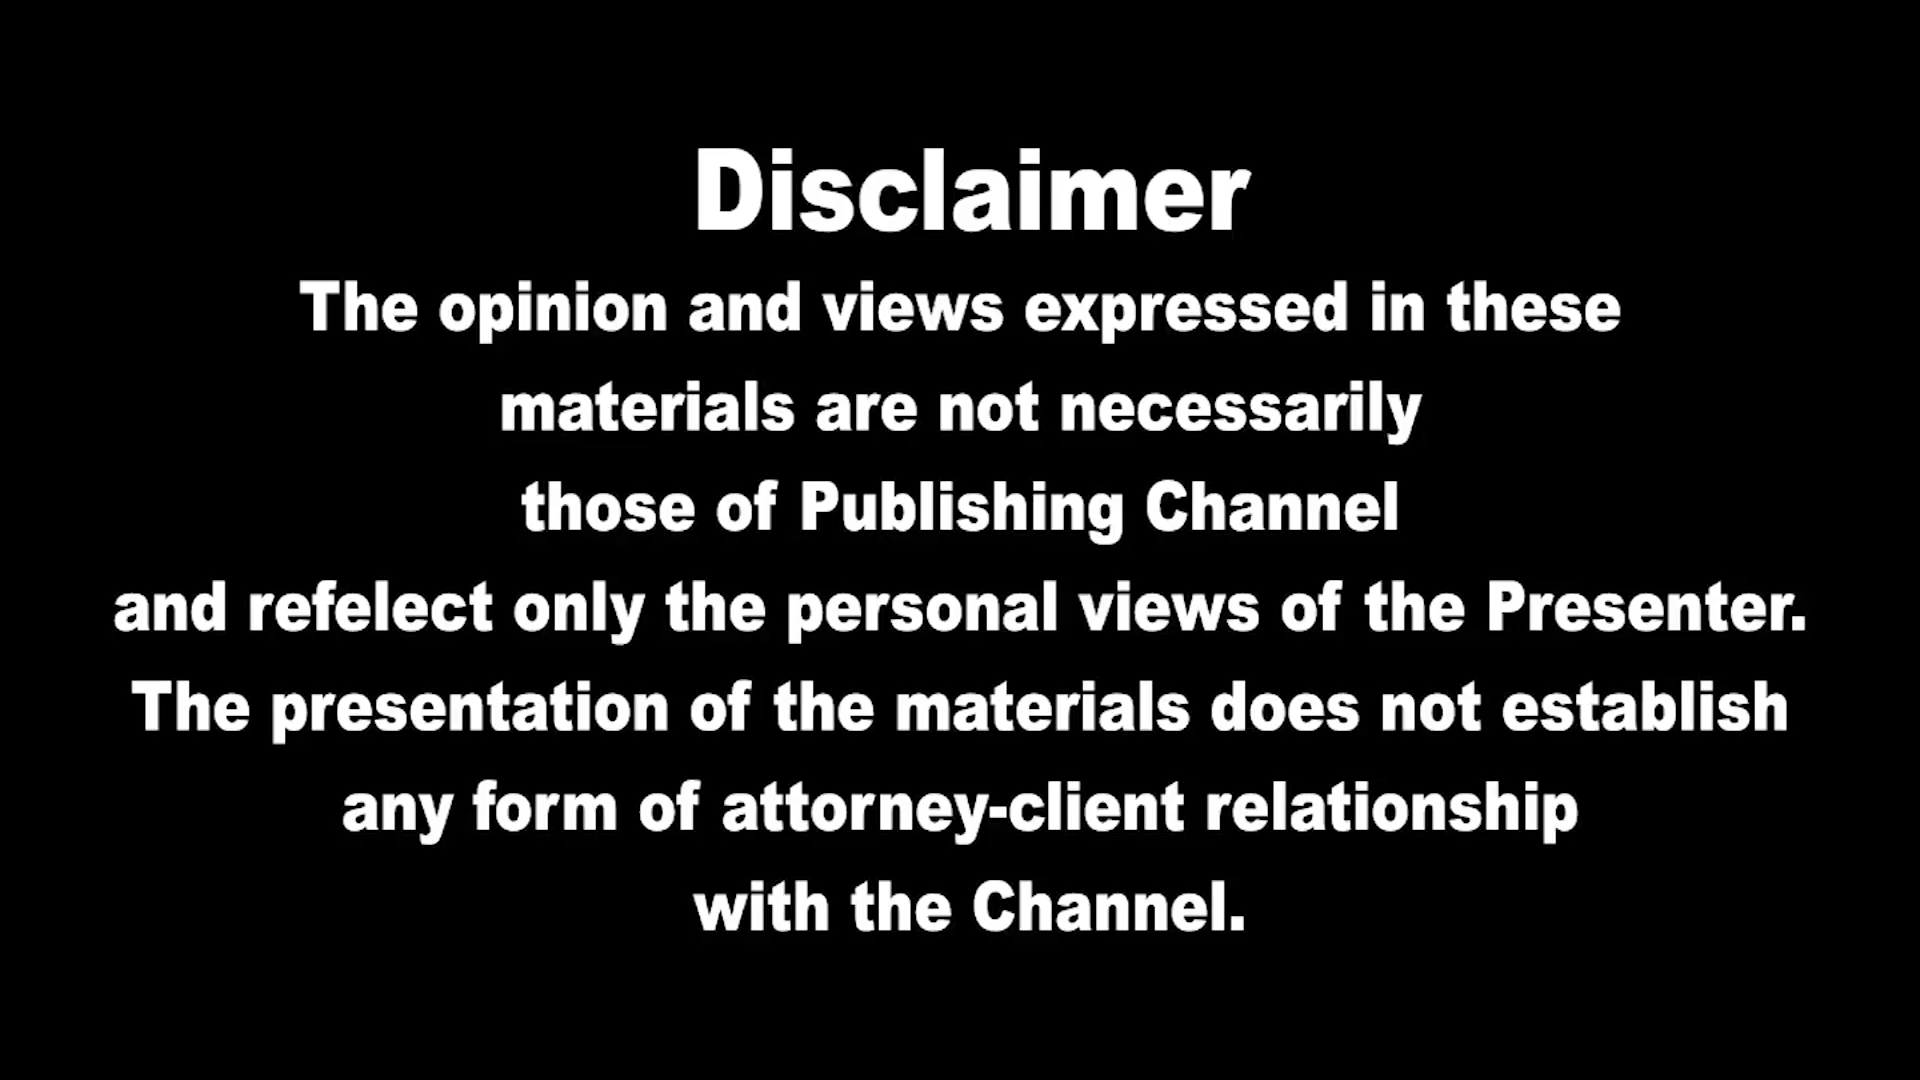 Disclaimer
The opinion and views expressed in these
materials are not necessarily
those of Publishing Channel
and refelect only the personal views of the Presenter.
The presentation of the materials does not establish
any form of attorney-client relationship
with the Channel.